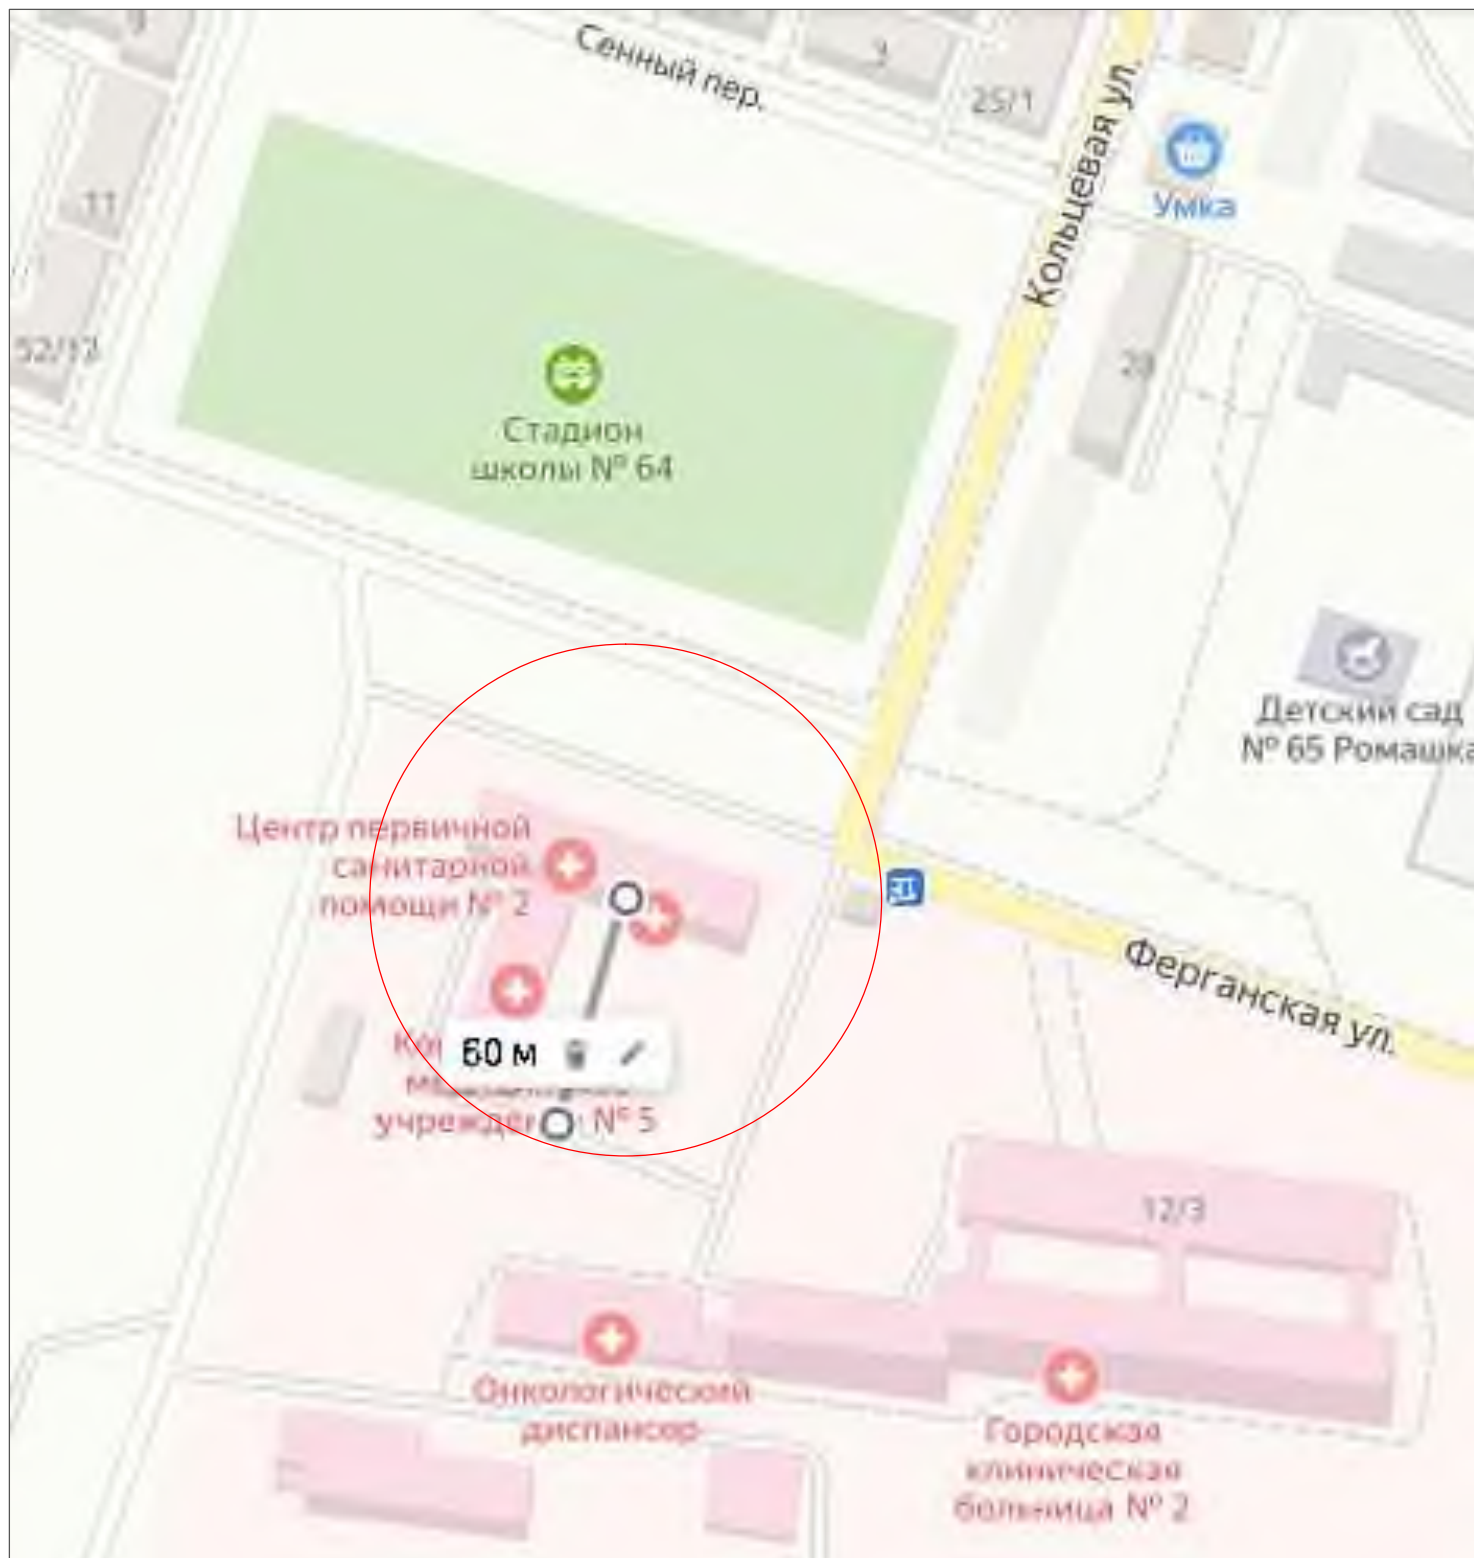 Сенный пер.
3
25/1
Кольцевая ул.
Умка
11
52/12
Стадион
школы № 64
Детский сад
№ 65 Ромашка
Центр первичной
санитарной
помощи № 2
60 м
учрежде
№ 5
Ферганская ул.
12/3
Онкологический
диспансер
Городская
клиническая
больница № 2